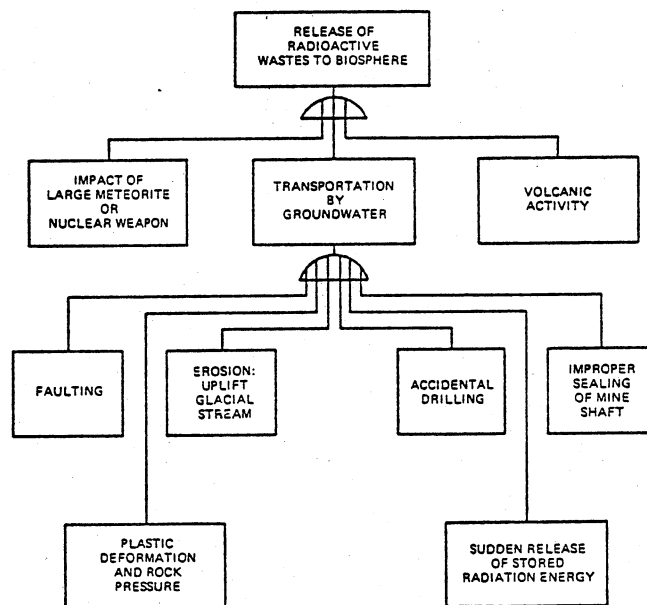 RELEASE OF
RADIOACTIVE
WASTES TO BIOSPHERE
IMPACT OF
LARGE METEORITE
OR
NUCLEAR WEAPON
TRANSPORTATION
BY
GROUNDWATER
VOLCANIC
ACTIVITY
FAULTING
EROSION:
UPLIFT
GLACIAL
STREAM
ACCIDENTAL
DRILLING
IMPROPER
SEALING
OF MINE
SHAFT
PLASTIC
DEFORMATION
AND ROCK
PRESSURE
SUDDEN RELEASE
OF STORED
RADIATION ENERGY